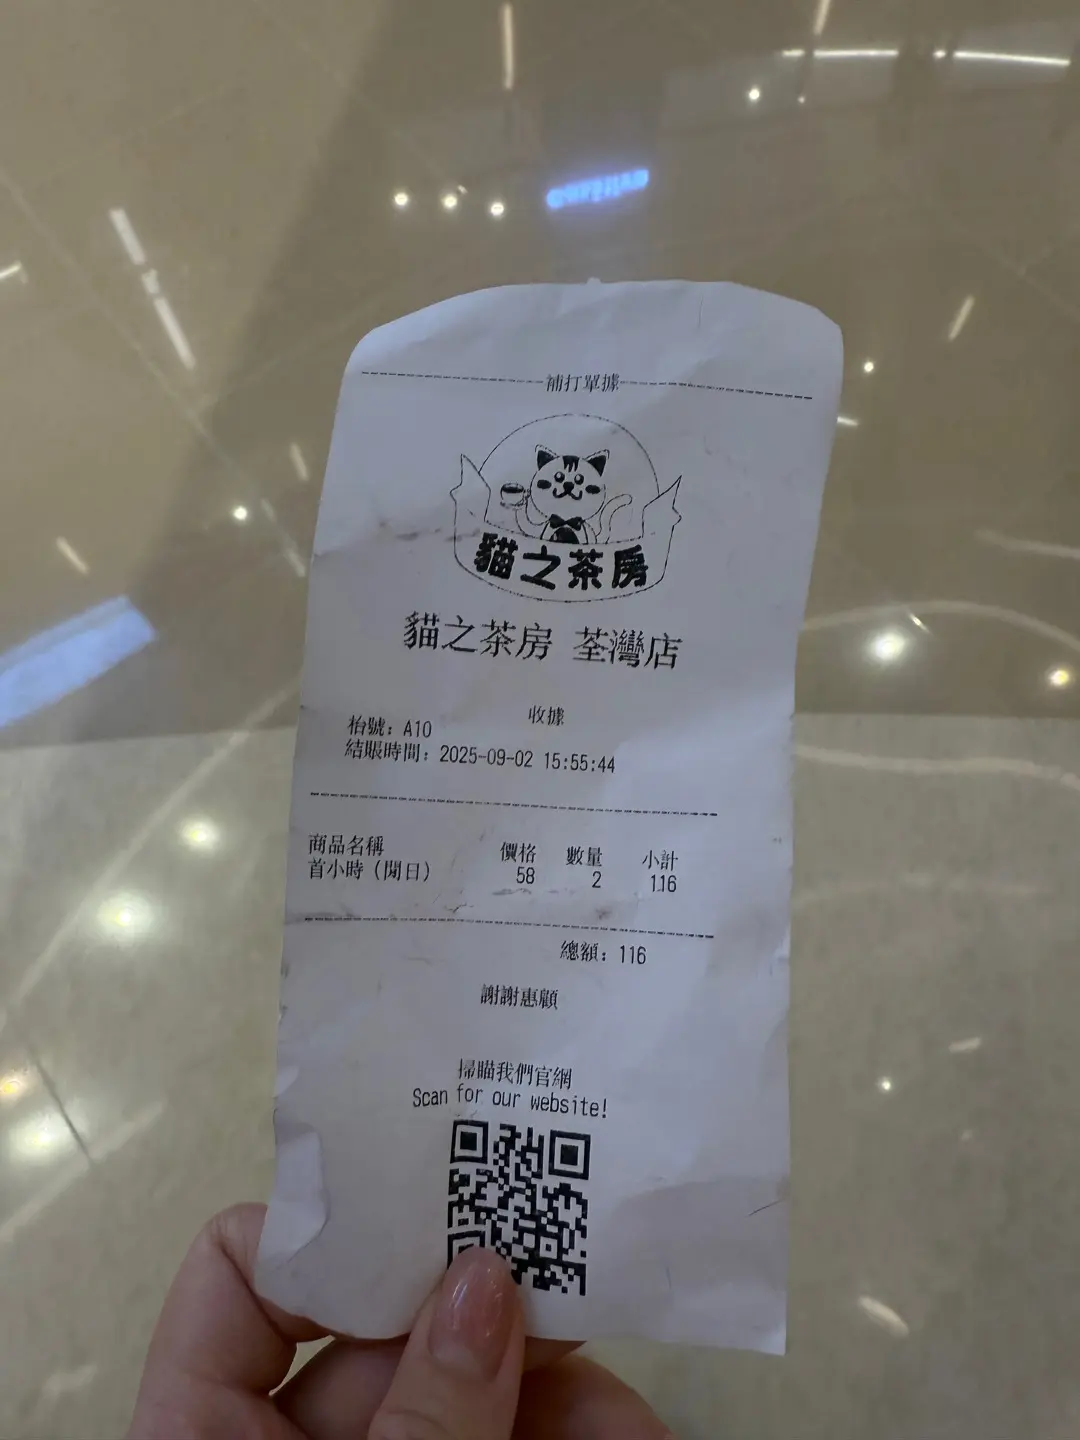 補打單據
貓之茶房
貓之茶房 荃灣店
收據
枱號：A10
結賬時間：2025-09-02 15:55:44
商品名稱 價格 數量 小計
首小時（閒日） 58 2 116
總額：116
謝謝惠顧
掃瞄我們官網
Scan for our website!